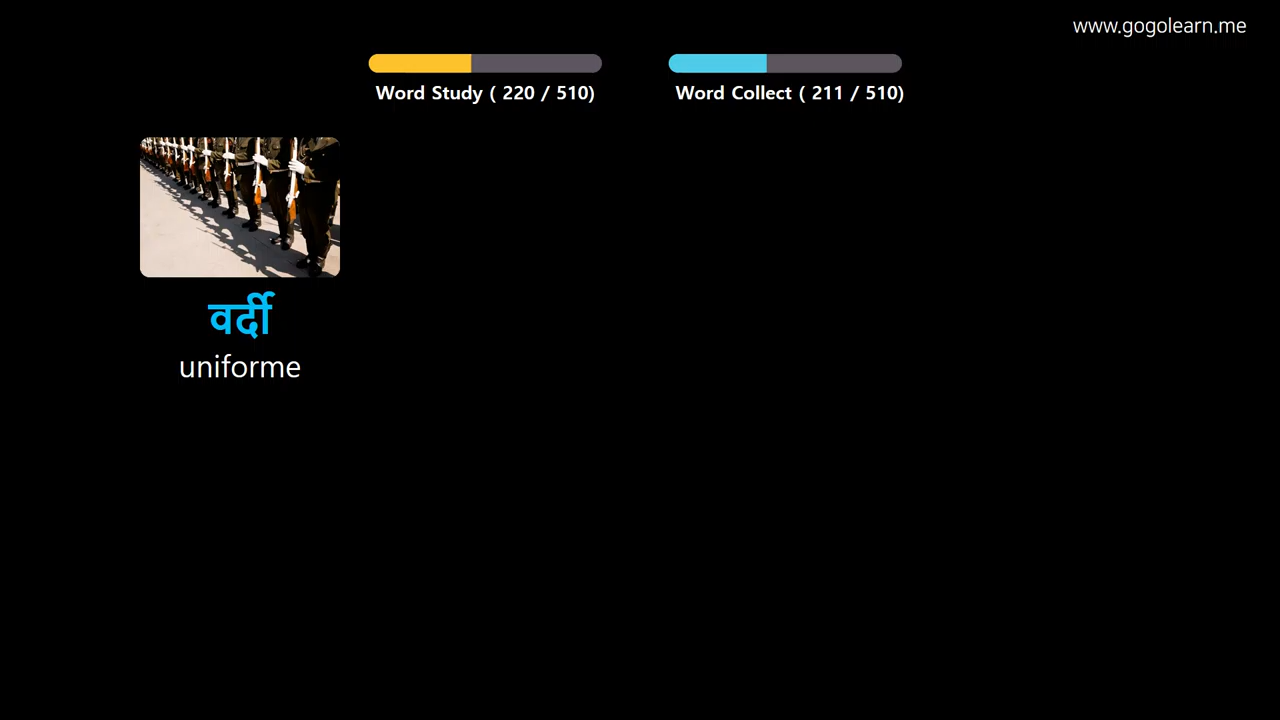 www.gogolearn.me
Word Study ( 220 / 510)
Word Collect ( 211 / 510)
वर्दी
uniforme